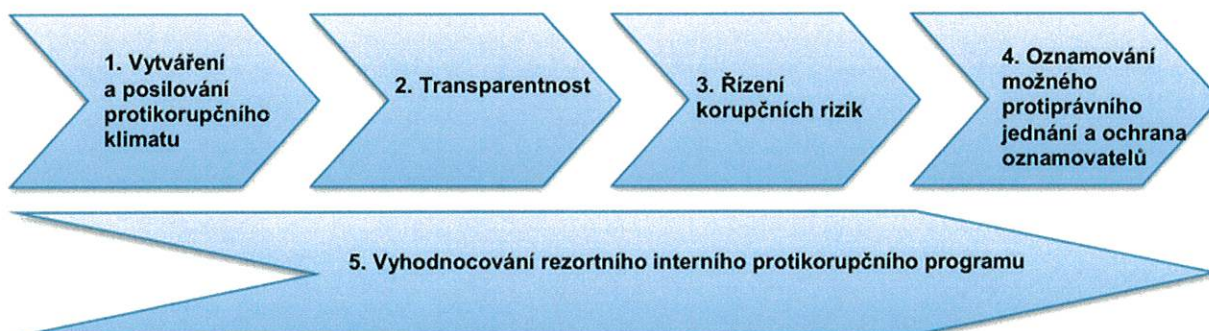 1. Vytváření
a posilování
protikorupčního
klimatu
2. Transparentnost
3. Řízení
korupčních rizik
4. Oznamování
možného
protiprávního
jednání a ochrana
oznamovatelů
5. Vyhodnocování rezortního interního protikorupčního programu